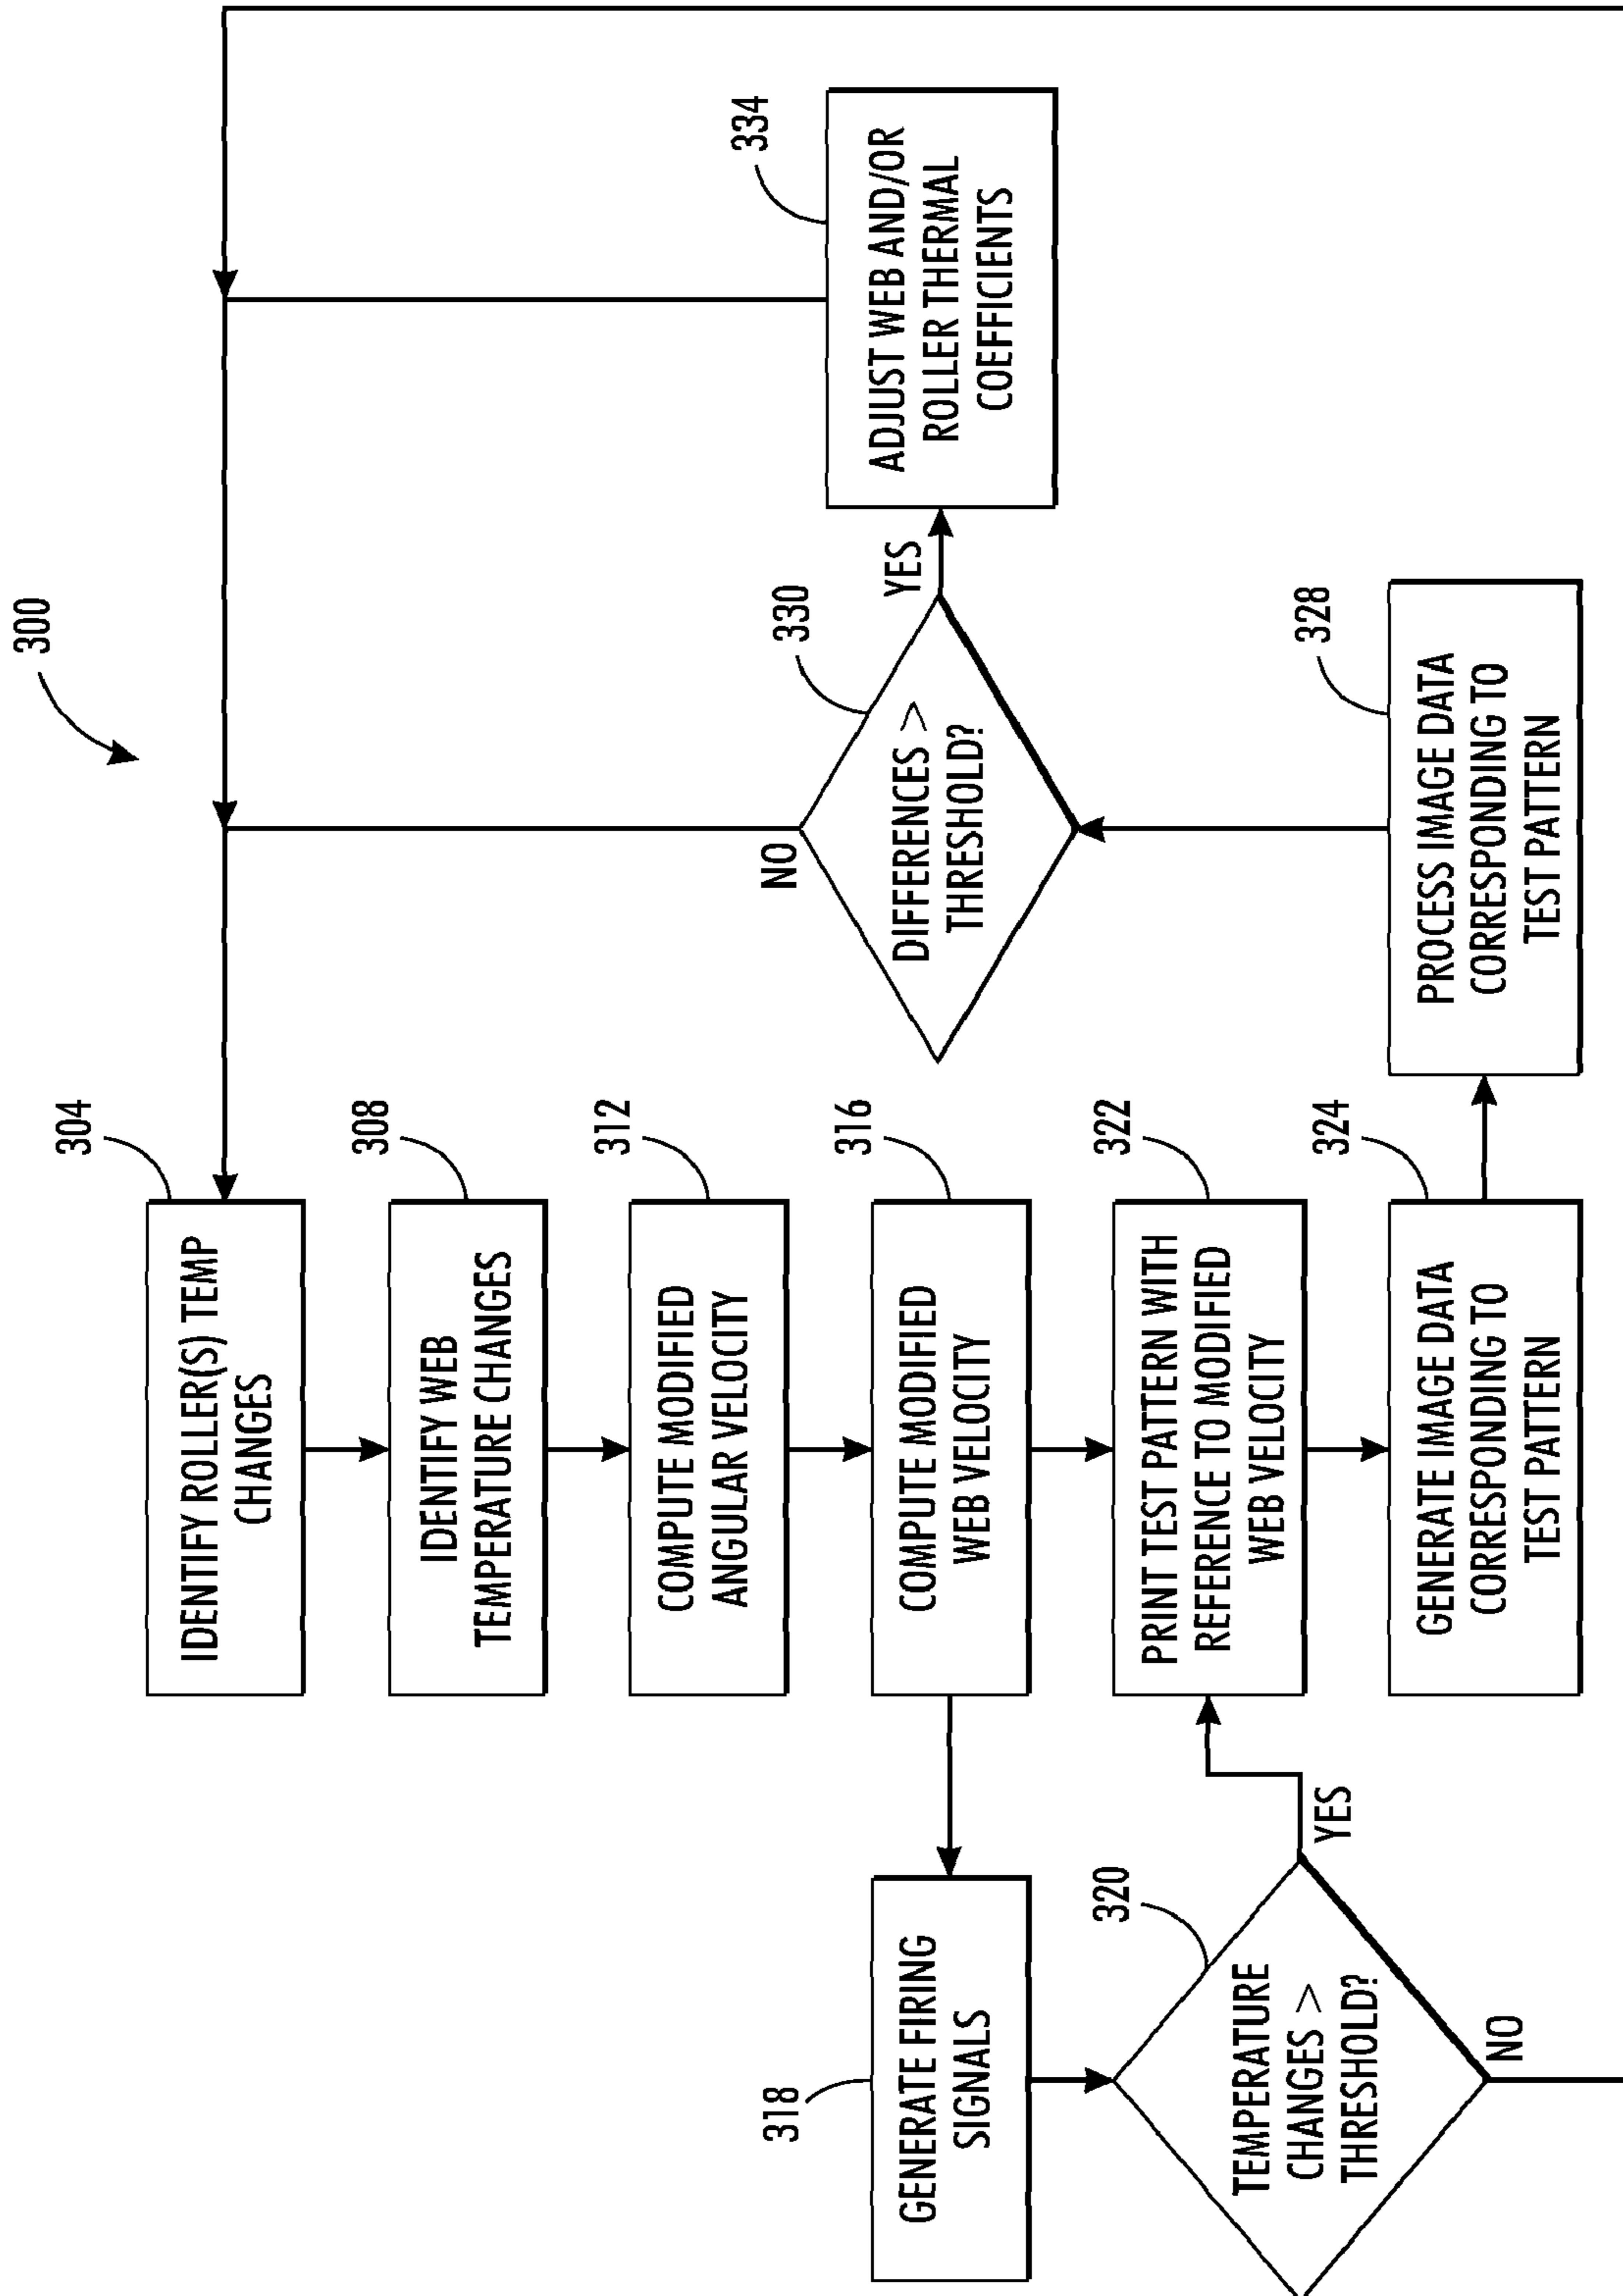 300
304
IDENTIFY ROLLER(S) TEMP
CHANGES
308
IDENTIFY WEB
TEMPERATURE CHANGES
312
COMPUTE MODIFIED
ANGULAR VELOCITY
316
COMPUTE MODIFIED
WEB VELOCITY
318
GENERATE FIRING
SIGNALS
320
TEMPERATURE
CHANGES >
THRESHOLD?
YES
NO
322
PRINT TEST PATTERN WITH
REFERENCE TO MODIFIED
WEB VELOCITY
324
GENERATE IMAGE DATA
CORRESPONDING TO
TEST PATTERN
328
PROCESS IMAGE DATA
CORRESPONDING TO
TEST PATTERN
330
DIFFERENCES >
THRESHOLD?
NO
YES
334
ADJUST WEB AND/OR
ROLLER THERMAL
COEFFICIENTS